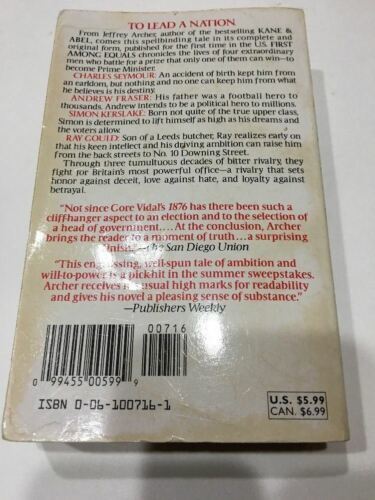 TO LEAD A NATION
From Jeffrey Archer, author of the bestselling KANE &
ABEL, comes this spellbinding tale in its complete and
original form, published for the first time in the U.S. FIRST
AMONG EQUALS chronicles the lives of four extraordinary
men who battle for a prize that only one of them can win—to
become Prime Minister:
CHARLES SEYMOUR: An accident of birth kept him from
an earldom, but nothing and no one can keep him from what
he believes is his destiny.
ANDREW FRASER: His father was a football hero to
thousands. Andrew intends to be a political hero to millions.
SIMON KERSLAKE: Born not quite of the true upper class,
Simon is determined to lift himself as high as his dreams and
the voters allow.
RAY GOULD: Son of a Leeds butcher, Ray realizes early on
that his keen intellect and his driving ambition can raise him
from the back streets to No. 10 Downing Street.
Through three tumultuous decades of bitter rivalry, they
fight for Britain's most powerful office—a rivalry that sets
honor against deceit, love against hate, and loyalty against
betrayal.
"Not since Gore Vidal's 1876 has there been such a
cliff-hanger aspect to an election and to the selection of
a head of government.... At the conclusion, Archer
brings the reader to a moment of truth...a surprising
—The San Diego Union
"This engrossing, well-spun tale of ambition and
will-to-power is a pick-hit in the summer sweepstakes.
Archer receives unusual high marks for readability
and gives his novel a pleasing sense of substance."
—Publishers Weekly
00716
0 99455 00599 9
ISBN 0-06-100716-1
U.S. $5.99
CAN. $6.99